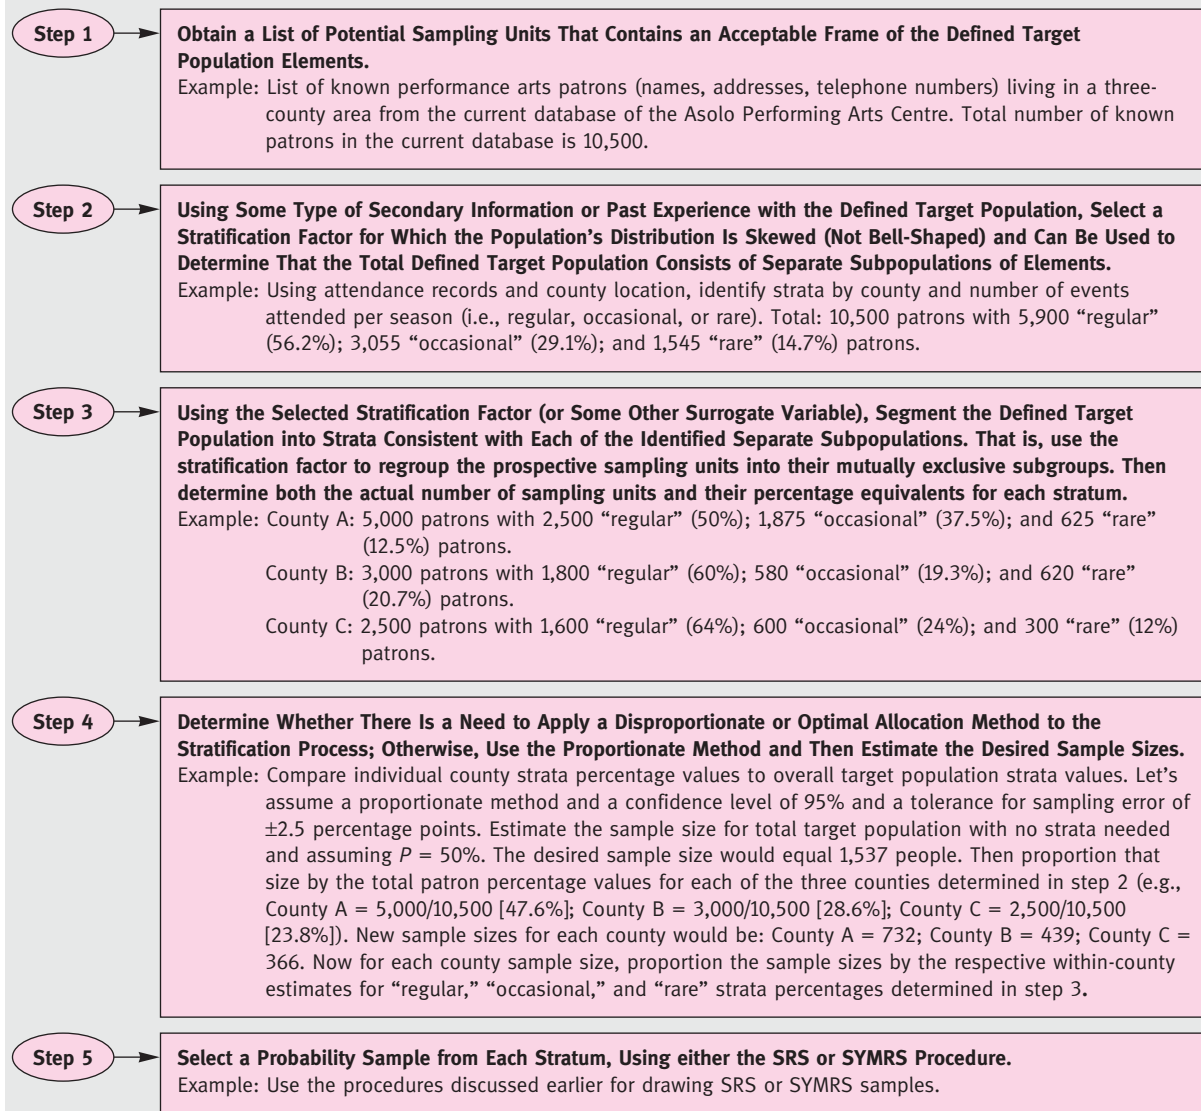 Step 1
Obtain a List of Potential Sampling Units That Contains an Acceptable Frame of the Defined Target
Population Elements.
Example: List of known performance arts patrons (names, addresses, telephone numbers) living in a three-
county area from the current database of the Asolo Performing Arts Centre. Total number of known
patrons in the current database is 10,500.
Step 2
Using Some Type of Secondary Information or Past Experience with the Defined Target Population, Select a
Stratification Factor for Which the Population’s Distribution Is Skewed (Not Bell-Shaped) and Can Be Used to
Determine That the Total Defined Target Population Consists of Separate Subpopulations of Elements.
Example: Using attendance records and county location, identify strata by county and number of events
attended per season (i.e., regular, occasional, or rare). Total: 10,500 patrons with 5,900 “regular”
(56.2%); 3,055 “occasional” (29.1%); and 1,545 “rare” (14.7%) patrons.
Step 3
Using the Selected Stratification Factor (or Some Other Surrogate Variable), Segment the Defined Target
Population into Strata Consistent with Each of the Identified Separate Subpopulations. That is, use the
stratification factor to regroup the prospective sampling units into their mutually exclusive subgroups. Then
determine both the actual number of sampling units and their percentage equivalents for each stratum.
Example: County A: 5,000 patrons with 2,500 “regular” (50%); 1,875 “occasional” (37.5%); and 625 “rare”
(12.5%) patrons.
County B: 3,000 patrons with 1,800 “regular” (60%); 580 “occasional” (19.3%); and 620 “rare”
(20.7%) patrons.
County C: 2,500 patrons with 1,600 “regular” (64%); 600 “occasional” (24%); and 300 “rare” (12%)
patrons.
Step 4
Determine Whether There Is a Need to Apply a Disproportionate or Optimal Allocation Method to the
Stratification Process; Otherwise, Use the Proportionate Method and Then Estimate the Desired Sample Sizes.
Example: Compare individual county strata percentage values to overall target population strata values. Let’s
assume a proportionate method and a confidence level of 95% and a tolerance for sampling error of
±2.5 percentage points. Estimate the sample size for total target population with no strata needed
and assuming P = 50%. The desired sample size would equal 1,537 people. Then proportion that
size by the total patron percentage values for each of the three counties determined in step 2 (e.g.,
County A = 5,000/10,500 [47.6%]; County B = 3,000/10,500 [28.6%]; County C = 2,500/10,500
[23.8%]). New sample sizes for each county would be: County A = 732; County B = 439; County C =
366. Now for each county sample size, proportion the sample sizes by the respective within-county
estimates for “regular,” “occasional,” and “rare” strata percentages determined in step 3.
Step 5
Select a Probability Sample from Each Stratum, Using either the SRS or SYMRS Procedure.
Example: Use the procedures discussed earlier for drawing SRS or SYMRS samples.